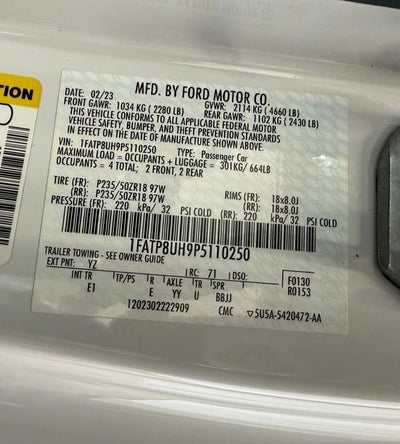 TION
MFD. BY FORD MOTOR CO.
02/23
GVWR: 2114 KG ( 4660 LB)
FRONT GAWR: 1034 KG ( 2280 LB)
REAR GAWR: 1102 KG ( 2430 LB)
THIS VEHICLE CONFORMS TO ALL APPLICABLE FEDERAL MOTOR
VEHICLE SAFETY, BUMPER, AND THEFT PREVENTION STANDARDS
IN EFFECT ON THE DATE OF MANUFACTURE SHOWN ABOVE.
VIN: 1FATP8UH9P5110250
TYPE: Passenger Car
MAXIMUM LOAD = OCCUPANTS + LUGGAGE = 301KG/ 664LB
OCCUPANTS = 4 TOTAL; 2 FRONT, 2 REAR
TIRE (FR): P235/50ZR18 97W RIMS (FR): 18x8.0J
(RR): P235/50ZR18 97W (RR): 18x8.0J
PRESSURE (FR): 220 kPa/ 32 PSI COLD (RR): 220 kPa/ 32 PSI COLD
1FATP8UH9P5110250
TRAILER TOWING - SEE OWNER GUIDE
EXT PNT: YZ RC: 71 DSO: F0130
INT TR TP/PS R AXLE TR SPR R0153
E1 E YY U BBJJ
1202302222909 CMC 5U5A-5420472-AA